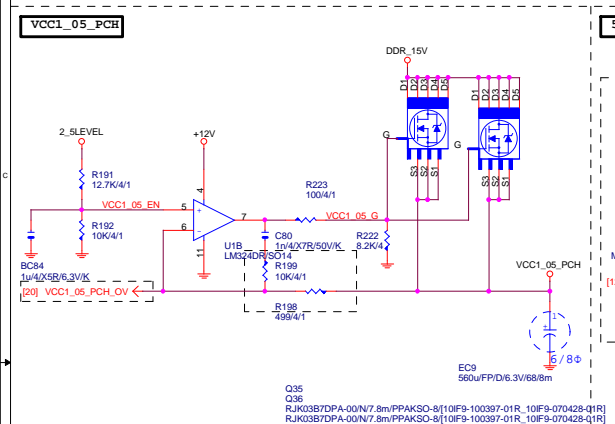 VCC1_05_PCH
5
DDR_15V
D1 D2 D3 D4 D5
D1 D2 D3 D4 D5
2_5LEVEL
+12V
G
G
S3 S2 S1
S3 S2 S1
C
R191
12.7K/4/1
R223
100/4/1
4
VCC1_05_EN
5
+
7
VCC1_05_G
6
-
R192
10K/4/1
11
C80
1n/4/X7R/50V/K
R222
8.2K/4
U1B
LM324DR/SO14
BC84
1u/4/X5R/6.3V/K
R199
10K/4/1
VCC1_05_PCH
M
[20] VCC1_05_PCH_OV
R198
499/4/1
1
+
6/8Φ
EC9
560u/FP/D/6.3V/68/8m
Q35
Q36
RJK03B7DPA-00/N/7.8m/PPAKSO-8/[10IF9-100397-01R_10IF9-070428-01R]
RJK03B7DPA-00/N/7.8m/PPAKSO-8/[10IF9-100397-01R_10IF9-070428-01R]